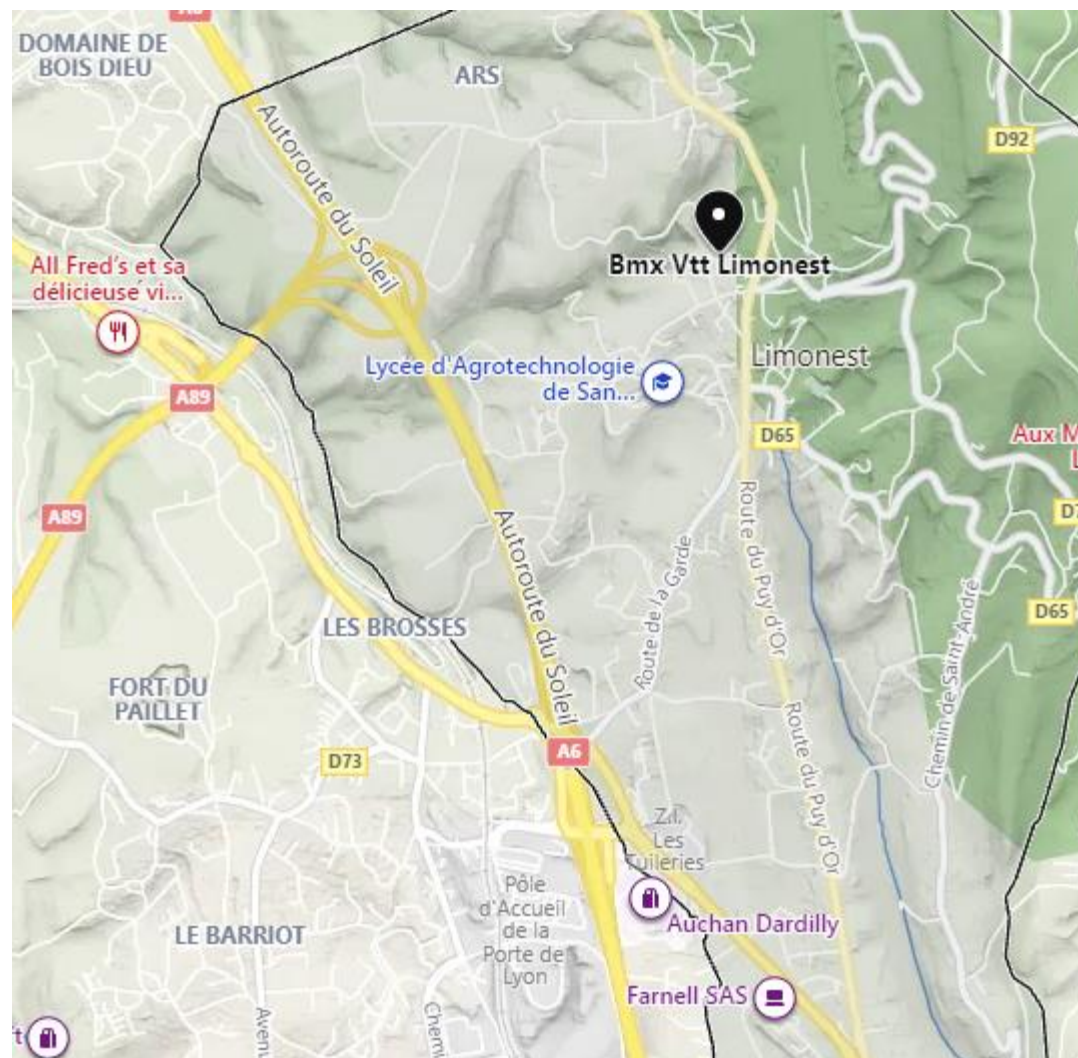 DOMAINE DE
BOIS DIEU
ARS
Autoroute du Soleil
D92
All Fred's et sa
délicieuse vi...
Bmx Vtt Limonest
Lycée d'Agrotechnologie
de San...
Limonest
A89
D65
Aux M
A89
Autoroute du Soleil
Route du Puy d'Or
Route de la Garde
D65
LES BROSSES
Chemin de Saint-André
FORT DU
PAILLET
Route du Puy d'Or
A6
D73
Z.I.
Les
Tuileries
Pôle
d'Accueil
de la
Porte de
Lyon
Auchan Dardilly
LE BARRIOT
Farnell SAS
Aven
Chemi